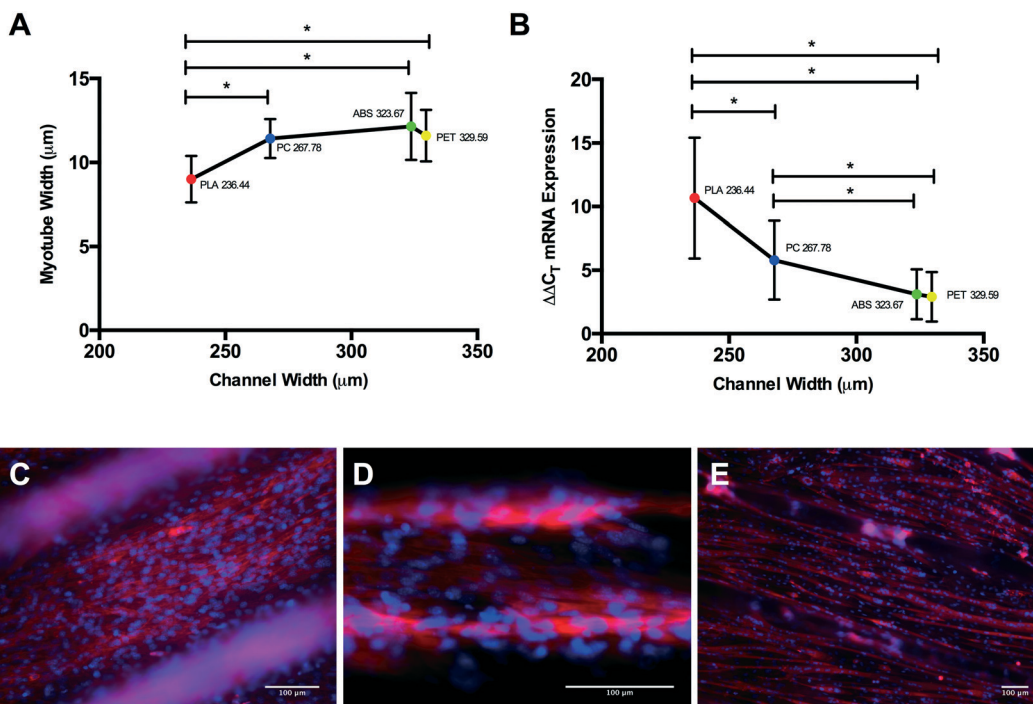 A
*
*
*
15
10
5
0
200
250
300
350
Myotube Width (μm)
Channel Width (μm)
PLA 236.44
PC 267.78
ABS 323.67
PET 329.59
B
*
*
*
*
*
20
15
10
5
0
200
250
300
350
ΔΔCT mRNA Expression
Channel Width (μm)
PLA 236.44
PC 267.78
ABS 323.67
PET 329.59
C
100 μm
D
100 μm
E
100 μm